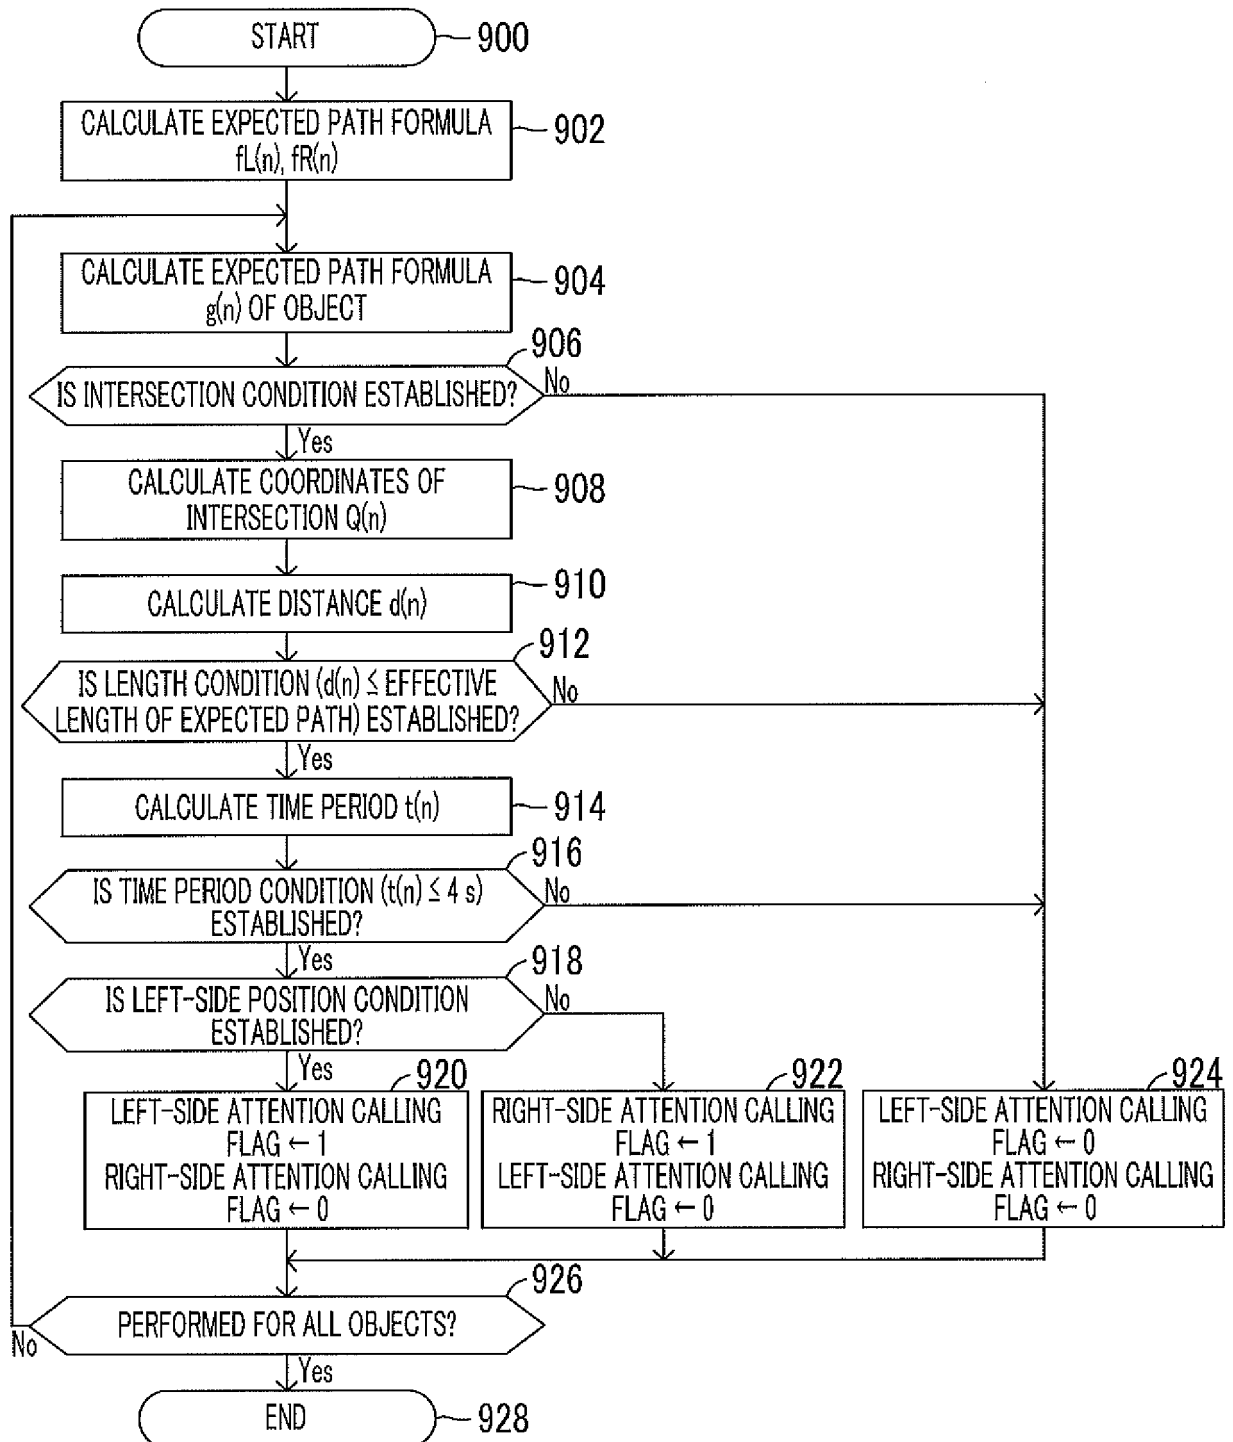 START
900
CALCULATE EXPECTED PATH FORMULA
fL(n), fR(n)
902
CALCULATE EXPECTED PATH FORMULA
g(n) OF OBJECT
904
906
IS INTERSECTION CONDITION ESTABLISHED?
No
Yes
CALCULATE COORDINATES OF
INTERSECTION Q(n)
908
CALCULATE DISTANCE d(n)
910
912
IS LENGTH CONDITION (d(n) ≦ EFFECTIVE
LENGTH OF EXPECTED PATH) ESTABLISHED?
No
Yes
CALCULATE TIME PERIOD t(n)
914
916
IS TIME PERIOD CONDITION (t(n) ≦ 4 s)
ESTABLISHED?
No
Yes
918
IS LEFT-SIDE POSITION CONDITION
ESTABLISHED?
No
Yes
920
LEFT-SIDE ATTENTION CALLING
FLAG ← 1
RIGHT-SIDE ATTENTION CALLING
FLAG ← 0
922
RIGHT-SIDE ATTENTION CALLING
FLAG ← 1
LEFT-SIDE ATTENTION CALLING
FLAG ← 0
924
LEFT-SIDE ATTENTION CALLING
FLAG ← 0
RIGHT-SIDE ATTENTION CALLING
FLAG ← 0
926
PERFORMED FOR ALL OBJECTS?
No
Yes
END
928